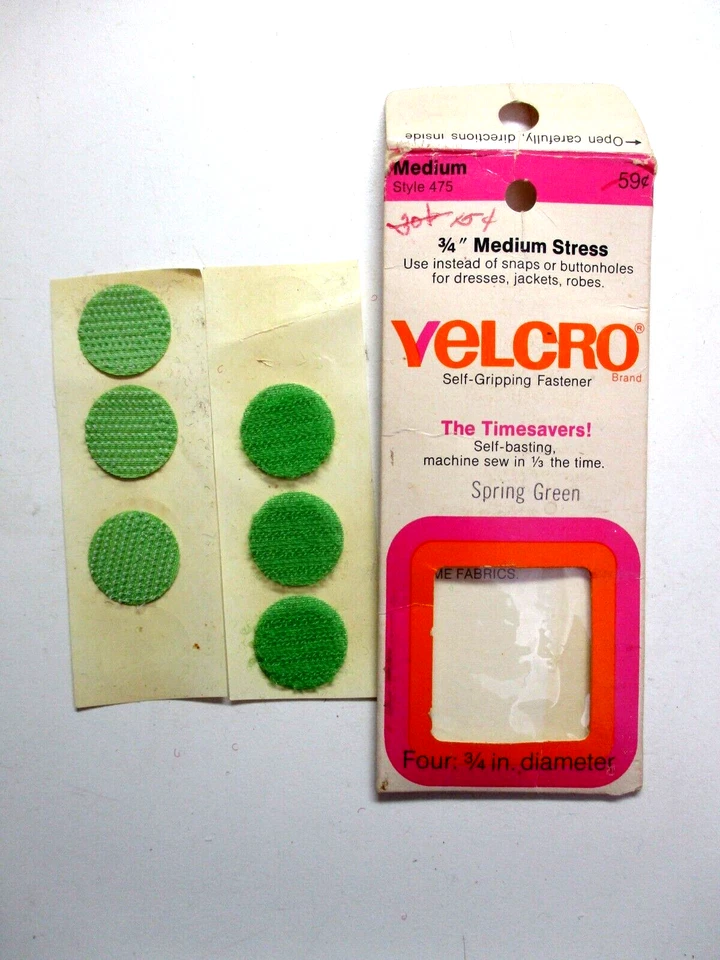 ← Open carefully, directions inside
Medium
Style 475
59¢
15¢
3/4" Medium Stress
Use instead of snaps or buttonholes
for dresses, jackets, robes.
VELCRO®
Brand
Self-Gripping Fastener
The Timesavers!
Self-basting,
machine sew in 1/3 the time.
Spring Green
ME FABRICS.
Four: 3/4 in. diameter